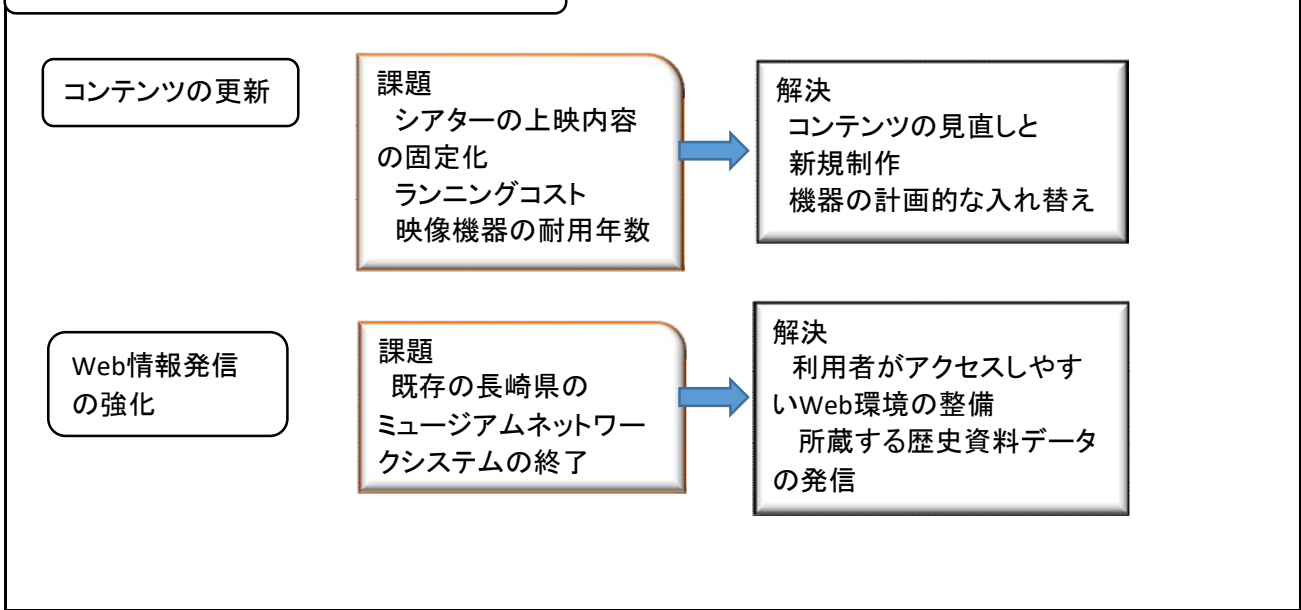 コンテンツの更新
課題
シアターの上映内容
の固定化
ランニングコスト
映像機器の耐用年数
解決
コンテンツの見直しと
新規制作
機器の計画的な入れ替え
Web情報発信
の強化
課題
既存の長崎県の
ミュージアムネットワー
クシステムの終了
解決
利用者がアクセスしやす
いWeb環境の整備
所蔵する歴史資料データ
の発信